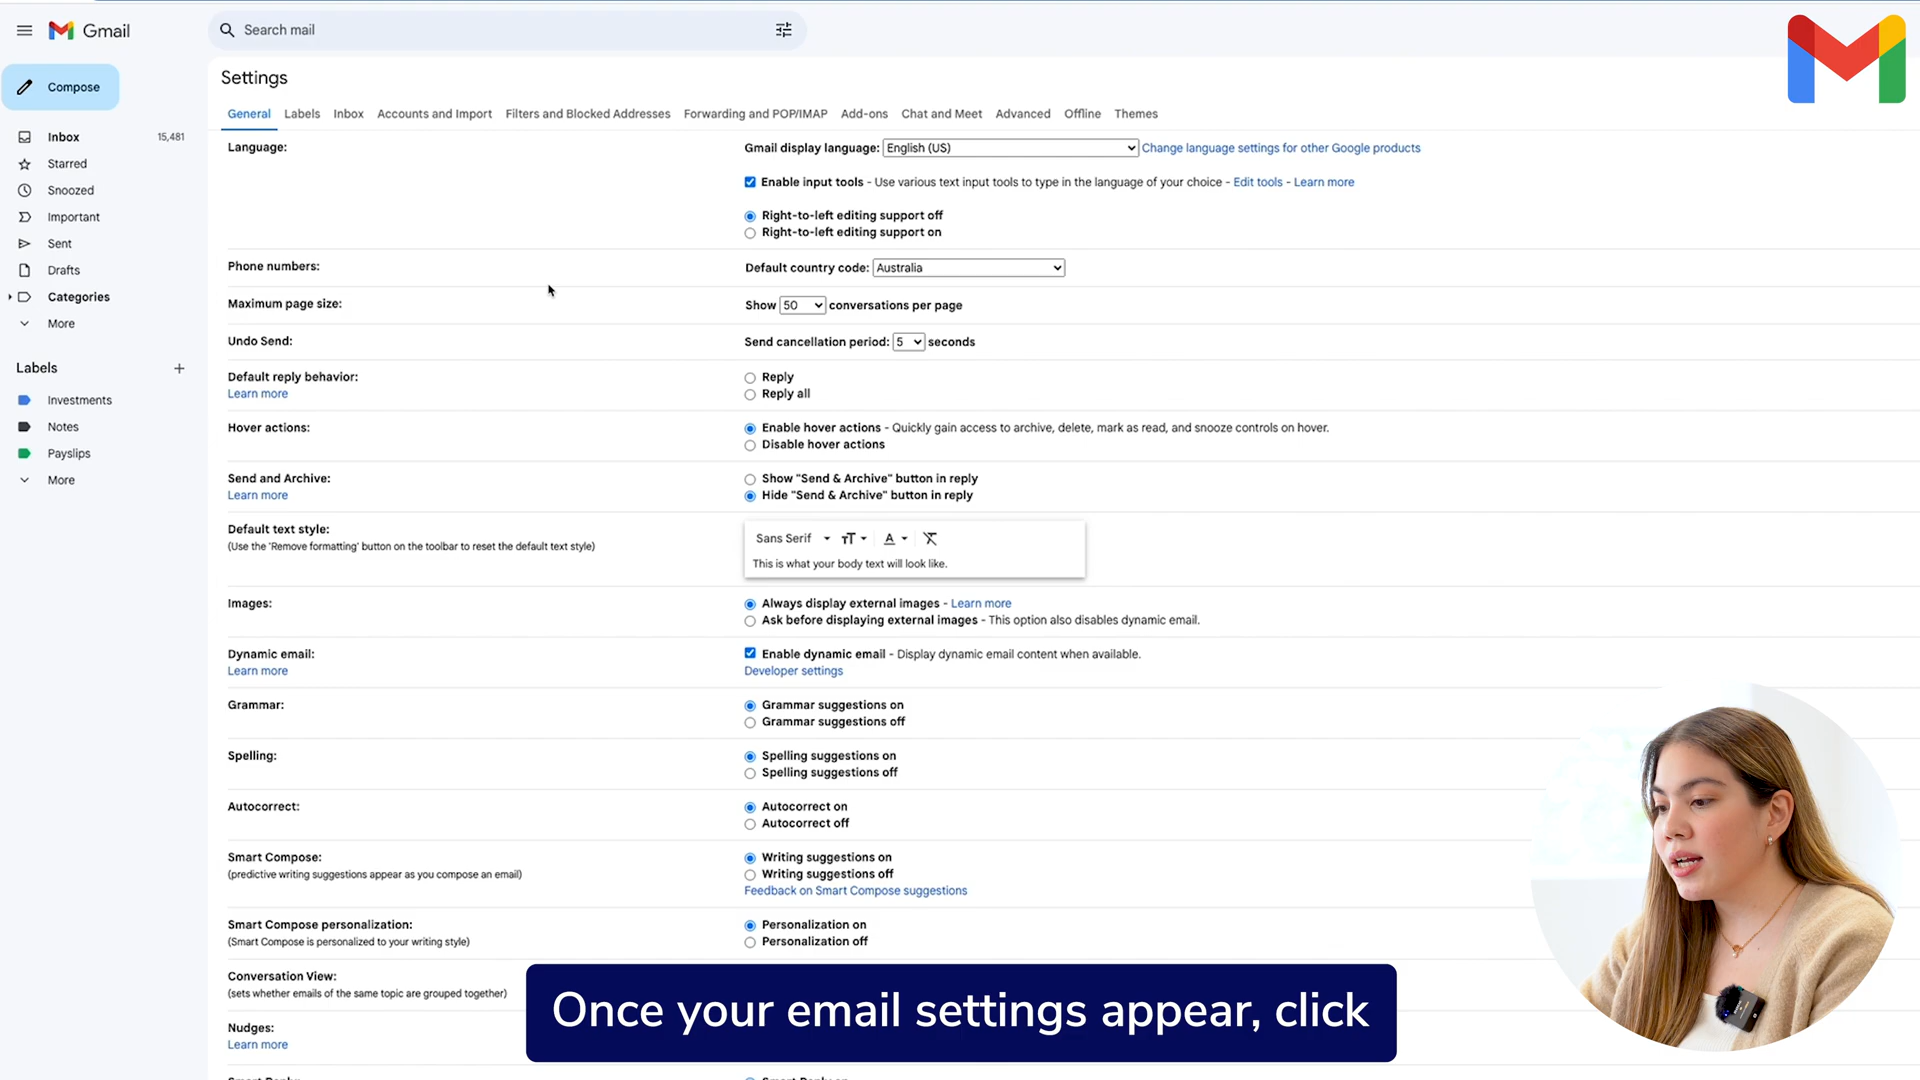 Gmail
Search mail
Compose
Inbox 15,481
Starred
Snoozed
Important
Sent
Drafts
Categories
More
Labels
Investments
Notes
Payslips
More
Settings
General Labels Inbox Accounts and Import Filters and Blocked Addresses Forwarding and POP/IMAP Add-ons Chat and Meet Advanced Offline Themes
Language:
Gmail display language: English (US) Change language settings for other Google products
Enable input tools - Use various text input tools to type in the language of your choice - Edit tools - Learn more
Right-to-left editing support off
Right-to-left editing support on
Phone numbers:
Default country code: Australia
Maximum page size:
Show 50 conversations per page
Undo Send:
Send cancellation period: 5 seconds
Default reply behavior:
Learn more
Reply
Reply all
Hover actions:
Enable hover actions - Quickly gain access to archive, delete, mark as read, and snooze controls on hover.
Disable hover actions
Send and Archive:
Learn more
Show "Send & Archive" button in reply
Hide "Send & Archive" button in reply
Default text style:
(Use the 'Remove formatting' button on the toolbar to reset the default text style)
Sans Serif
This is what your body text will look like.
Images:
Always display external images - Learn more
Ask before displaying external images - This option also disables dynamic email.
Dynamic email:
Learn more
Enable dynamic email - Display dynamic email content when available.
Developer settings
Grammar:
Grammar suggestions on
Grammar suggestions off
Spelling:
Spelling suggestions on
Spelling suggestions off
Autocorrect:
Autocorrect on
Autocorrect off
Smart Compose:
(predictive writing suggestions appear as you compose an email)
Writing suggestions on
Writing suggestions off
Feedback on Smart Compose suggestions
Smart Compose personalization:
(Smart Compose is personalized to your writing style)
Personalization on
Personalization off
Conversation View:
(sets whether emails of the same topic are grouped together)
Nudges:
Learn more
Once your email settings appear, click